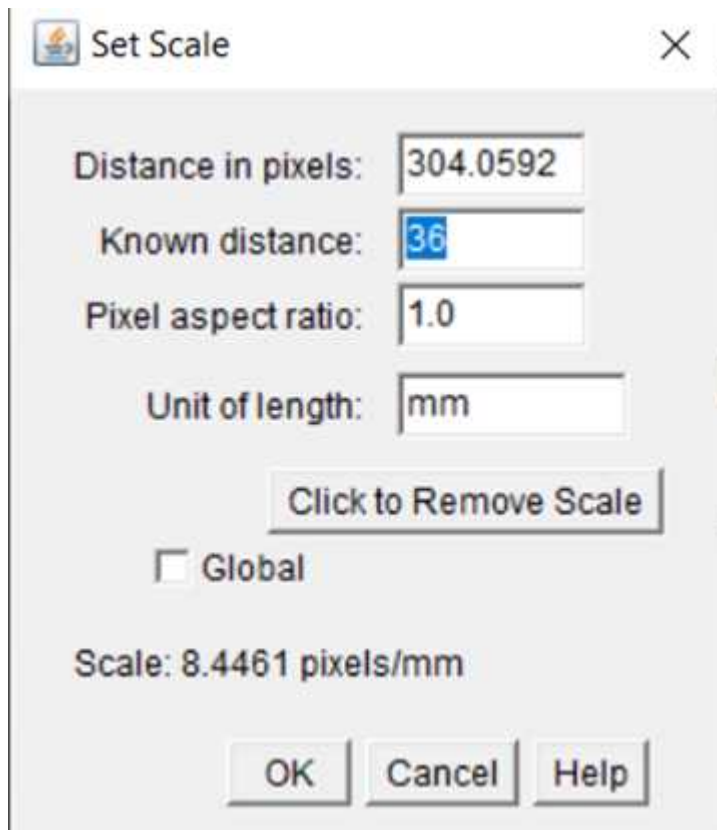 Set Scale
Distance in pixels: 304.0592
Known distance: 36
Pixel aspect ratio: 1.0
Unit of length: mm
Click to Remove Scale
Global
Scale: 8.4461 pixels/mm
OK Cancel Help